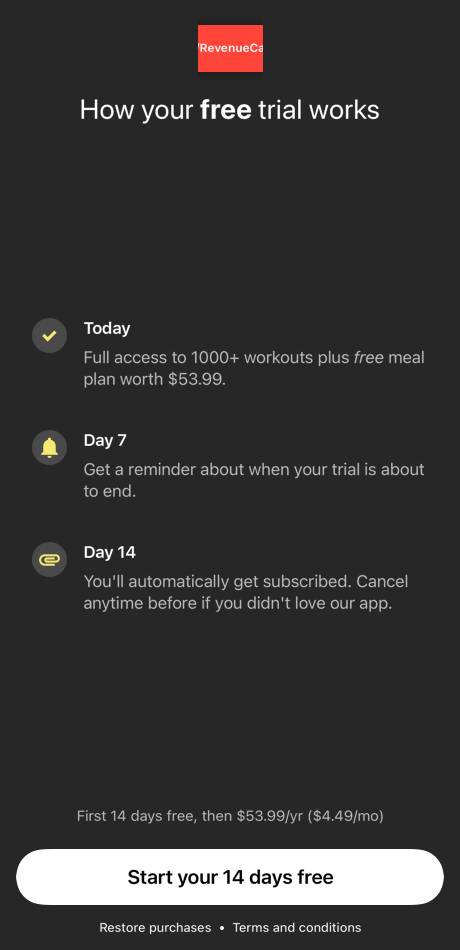 RevenueCa
How your free trial works
Today
Full access to 1000+ workouts plus free meal
plan worth $53.99.
Day 7
Get a reminder about when your trial is about
to end.
Day 14
You'll automatically get subscribed. Cancel
anytime before if you didn't love our app.
First 14 days free, then $53.99/yr ($4.49/mo)
Start your 14 days free
Restore purchases • Terms and conditions